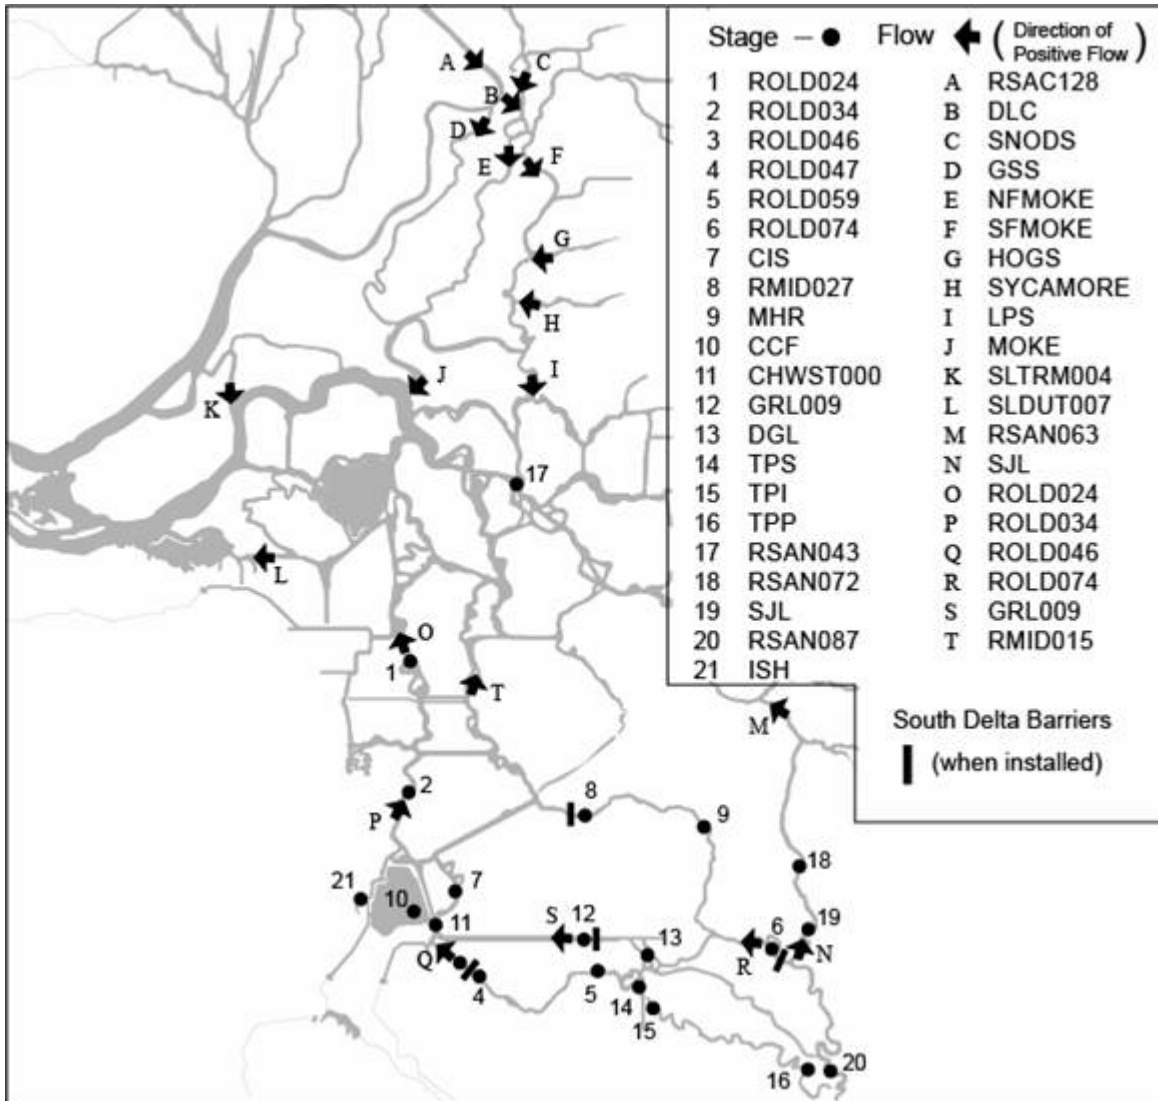 Stage – ● Flow ( Direction of Positive Flow )
1 ROLD024 A RSAC128
2 ROLD034 B DLC
3 ROLD046 C SNODS
4 ROLD047 D GSS
5 ROLD059 E NFMOKE
6 ROLD074 F SFMOKE
7 CIS G HOGS
8 RMID027 H SYCAMORE
9 MHR I LPS
10 CCF J MOKE
11 CHWST000 K SLTRM004
12 GRL009 L SLDUT007
13 DGL M RSAN063
14 TPS N SJL
15 TPI O ROLD024
16 TPP P ROLD034
17 RSAN043 Q ROLD046
18 RSAN072 R ROLD074
19 SJL S GRL009
20 RSAN087 T RMID015
21 ISH
South Delta Barriers
(when installed)
A
C
B
D
E
F
G
H
I
J
K
17
L
O
1
T
M
2
P
8
9
18
21
7
10
11
S
12
13
6
19
R
N
Q
4
5
14
15
16
20